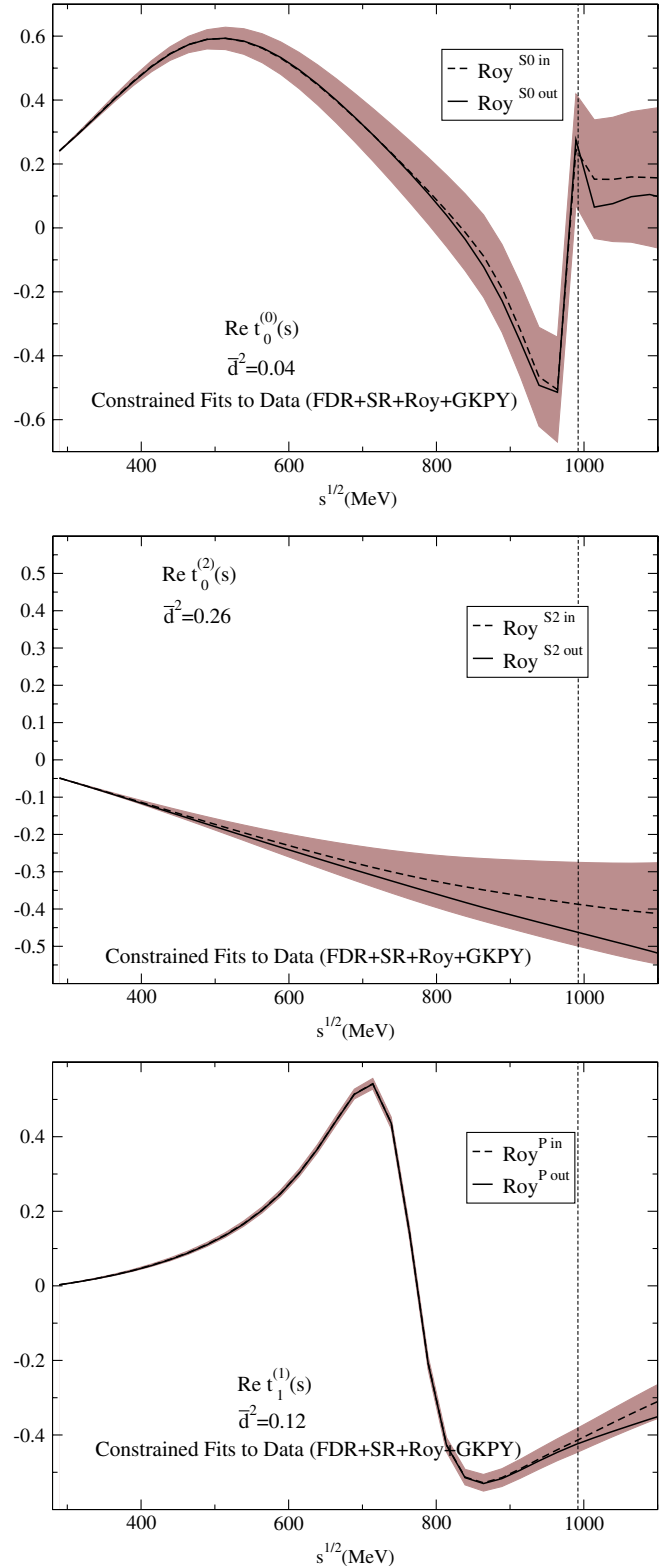 0.6
0.4
0.2
0
-0.2
-0.4
-0.6
Roy S0 in
Roy S0 out
Re t₀⁽⁰⁾(s)
d̅²=0.04
Constrained Fits to Data (FDR+SR+Roy+GKPY)
400 600 800 1000
s^{1/2}(MeV)
0.5
0.4
0.3
0.2
0.1
0
-0.1
-0.2
-0.3
-0.4
-0.5
Re t₀⁽²⁾(s)
d̅²=0.26
Roy S2 in
Roy S2 out
Constrained Fits to Data (FDR+SR+Roy+GKPY)
400 600 800 1000
s^{1/2}(MeV)
0.4
0.2
0
-0.2
-0.4
Roy P in
Roy P out
Re t₁⁽¹⁾(s)
d̅²=0.12
Constrained Fits to Data (FDR+SR+Roy+GKPY)
400 600 800 1000
s^{1/2}(MeV)